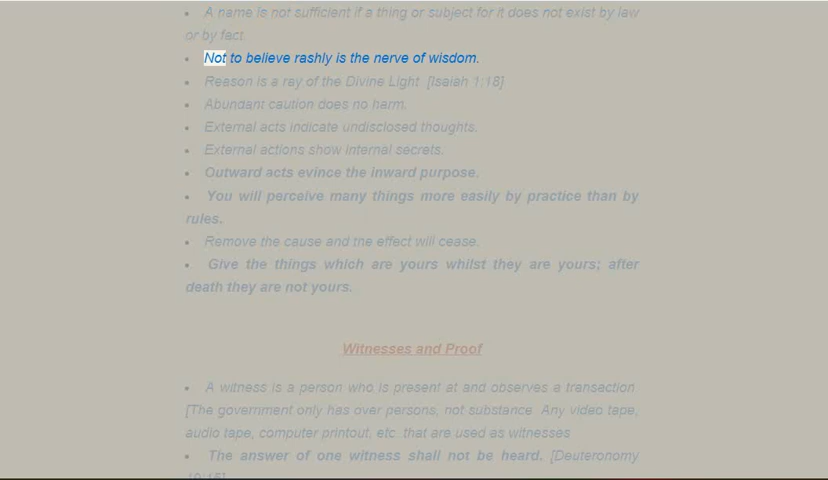 • A name is not sufficient if a thing or subject for it does not exist by law
or by fact.
• Not to believe rashly is the nerve of wisdom.
• Reason is a ray of the Divine Light. [Isaiah 1:18]
• Abundant caution does no harm.
• External acts indicate undisclosed thoughts.
• External actions show internal secrets.
• Outward acts evince the inward purpose.
• You will perceive many things more easily by practice than by
rules.
• Remove the cause and the effect will cease.
• Give the things which are yours whilst they are yours; after
death they are not yours.
Witnesses and Proof
• A witness is a person who is present at and observes a transaction.
[The government only has over persons, not substance. Any video tape,
audio tape, computer printout, etc. that are used as witnesses
• The answer of one witness shall not be heard. [Deuteronomy
19:15]